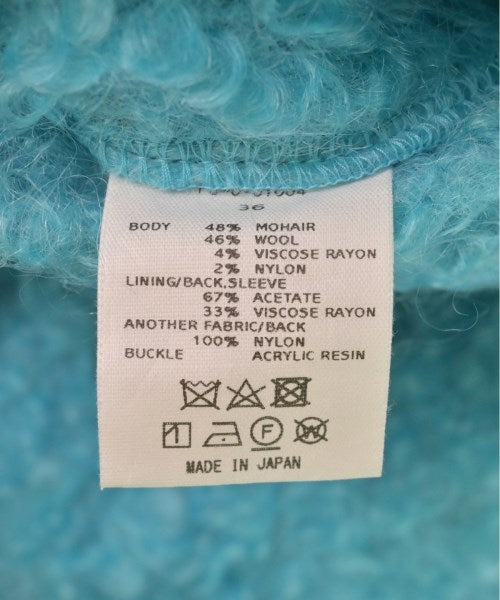 36
BODY 48% MOHAIR
46% WOOL
4% VISCOSE RAYON
2% NYLON
LINING/BACK,SLEEVE
67% ACETATE
33% VISCOSE RAYON
ANOTHER FABRIC/BACK
100% NYLON
BUCKLE ACRYLIC RESIN
F W
MADE IN JAPAN